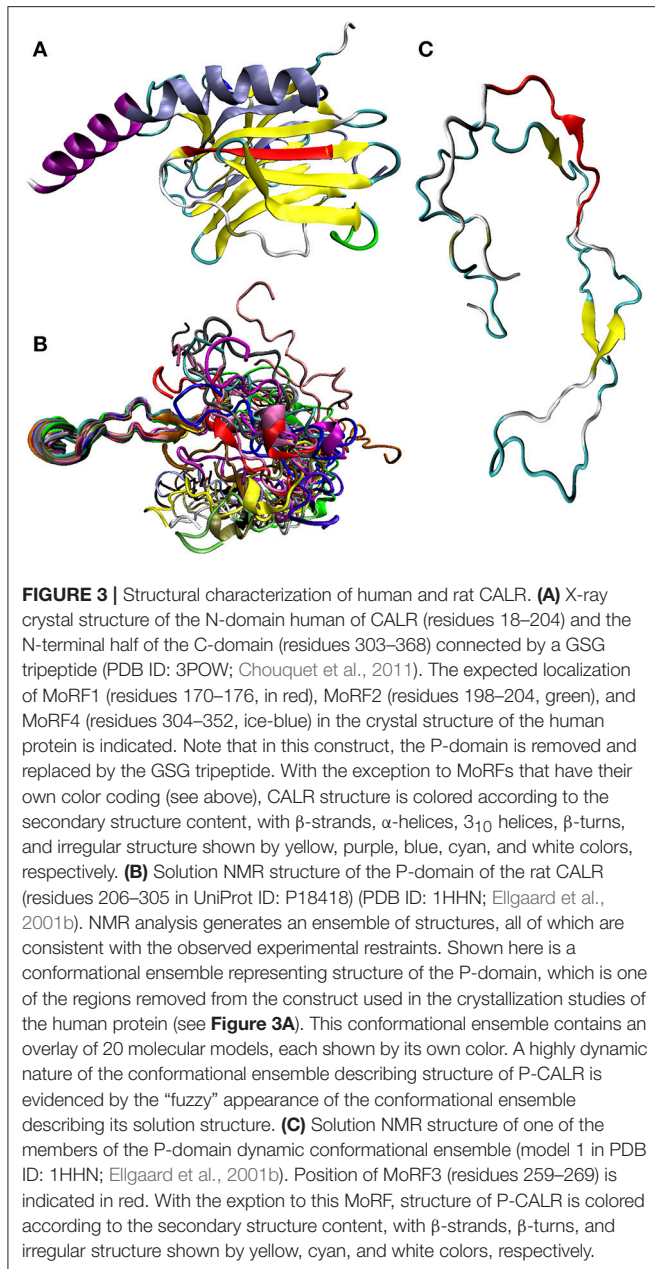 A
C
B
FIGURE 3 | Structural characterization of human and rat CALR. (A) X-ray
crystal structure of the N-domain human of CALR (residues 18–204) and the
N-terminal half of the C-domain (residues 303–368) connected by a GSG
tripeptide (PDB ID: 3POW; Chouquet et al., 2011). The expected localization
of MoRF1 (residues 170–176, in red), MoRF2 (residues 198–204, green), and
MoRF4 (residues 304–352, ice-blue) in the crystal structure of the human
protein is indicated. Note that in this construct, the P-domain is removed and
replaced by the GSG tripeptide. With the exception to MoRFs that have their
own color coding (see above), CALR structure is colored according to the
secondary structure content, with β-strands, α-helices, 3₁₀ helices, β-turns,
and irregular structure shown by yellow, purple, blue, cyan, and white colors,
respectively. (B) Solution NMR structure of the P-domain of the rat CALR
(residues 206–305 in UniProt ID: P18418) (PDB ID: 1HHN; Ellgaard et al.,
2001b). NMR analysis generates an ensemble of structures, all of which are
consistent with the observed experimental restraints. Shown here is a
conformational ensemble representing structure of the P-domain, which is one
of the regions removed from the construct used in the crystallization studies of
the human protein (see Figure 3A). This conformational ensemble contains an
overlay of 20 molecular models, each shown by its own color. A highly dynamic
nature of the conformational ensemble describing structure of P-CALR is
evidenced by the “fuzzy” appearance of the conformational ensemble
describing its solution structure. (C) Solution NMR structure of one of the
members of the P-domain dynamic conformational ensemble (model 1 in PDB
ID: 1HHN; Ellgaard et al., 2001b). Position of MoRF3 (residues 259–269) is
indicated in red. With the exption to this MoRF, structure of P-CALR is colored
according to the secondary structure content, with β-strands, β-turns, and
irregular structure shown by yellow, cyan, and white colors, respectively.